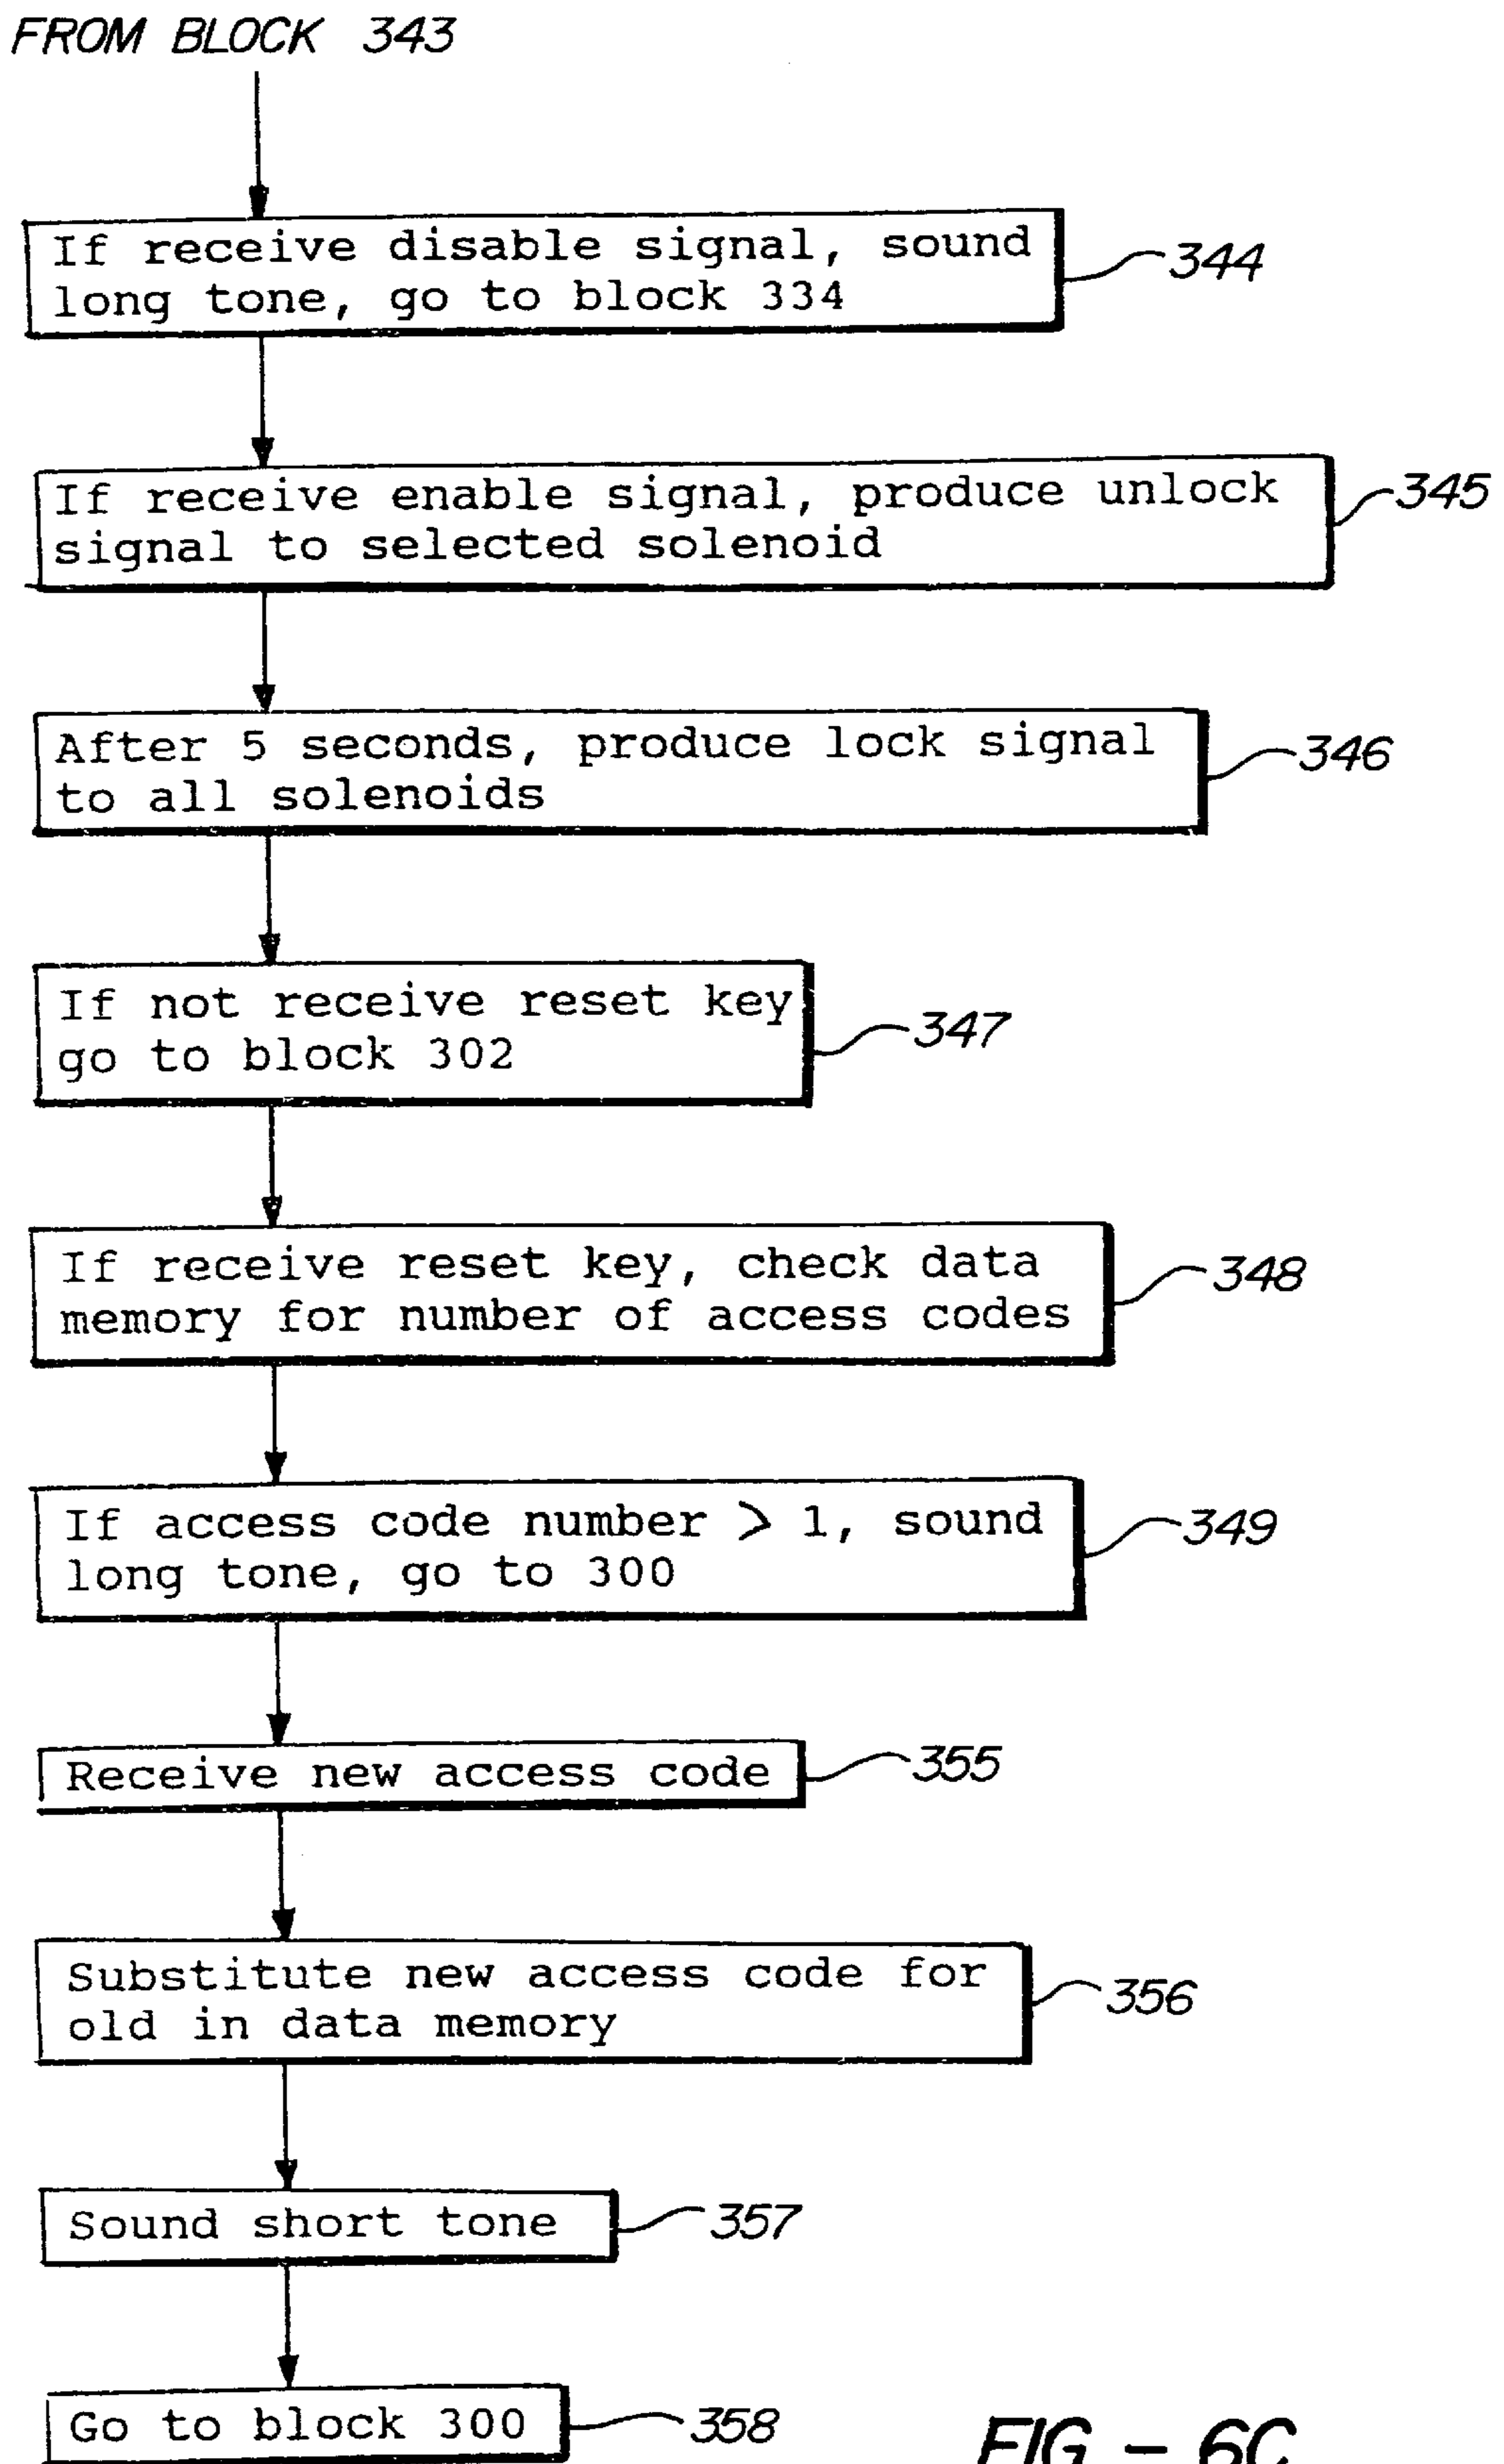 FROM BLOCK 343
If receive disable signal, sound
long tone, go to block 334
344
If receive enable signal, produce unlock
signal to selected solenoid
345
After 5 seconds, produce lock signal
to all solenoids
346
If not receive reset key
go to block 302
347
If receive reset key, check data
memory for number of access codes
348
If access code number > 1, sound
long tone, go to 300
349
Receive new access code
355
Substitute new access code for
old in data memory
356
Sound short tone
357
Go to block 300
358
FIG - 6C